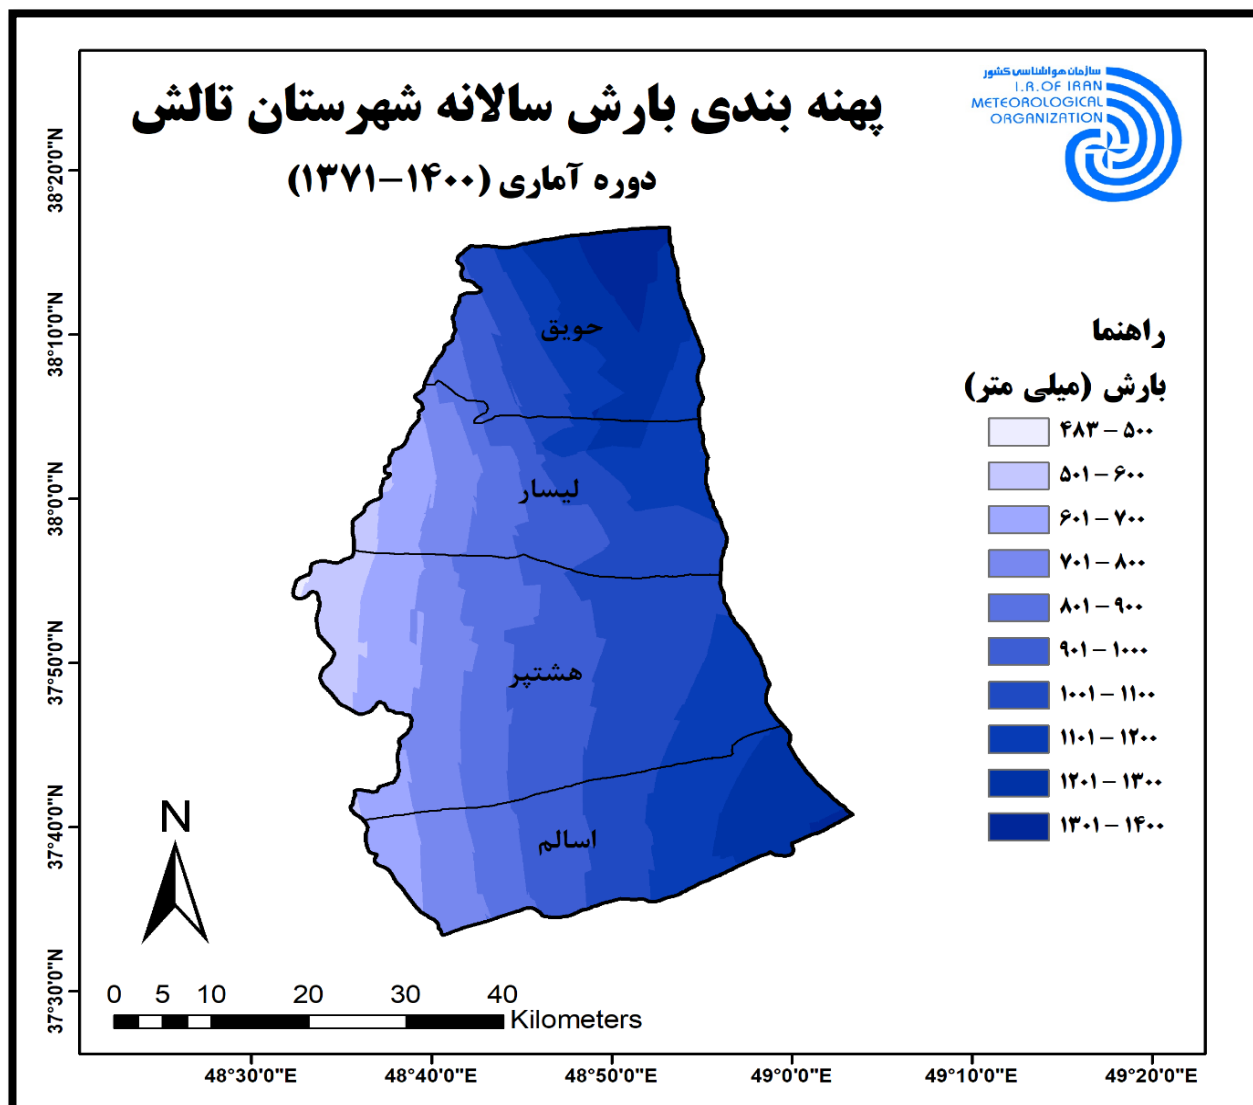 پهنه بندی بارش سالانه شهرستان تالش
دوره آماری (۱۳۷۱-۱۴۰۰)
سازمان هواشناسی کشور
I.R.OF IRAN
METEOROLOGICAL
ORGANIZATION
حویق
لیسار
هشتپر
اسالم
راهنما
بارش (میلی متر)
۴۸۳ - ۵۰۰
۵۰۱ - ۶۰۰
۶۰۱ - ۷۰۰
۷۰۱ - ۸۰۰
۸۰۱ - ۹۰۰
۹۰۱ - ۱۰۰۰
۱۰۰۱ - ۱۱۰۰
۱۱۰۱ - ۱۲۰۰
۱۲۰۱ - ۱۳۰۰
۱۳۰۱ - ۱۴۰۰
38°20'0"N
38°10'0"N
38°0'0"N
37°50'0"N
37°40'0"N
37°30'0"N
N
0 5 10 20 30 40
Kilometers
48°30'0"E 48°40'0"E 48°50'0"E 49°0'0"E 49°10'0"E 49°20'0"E